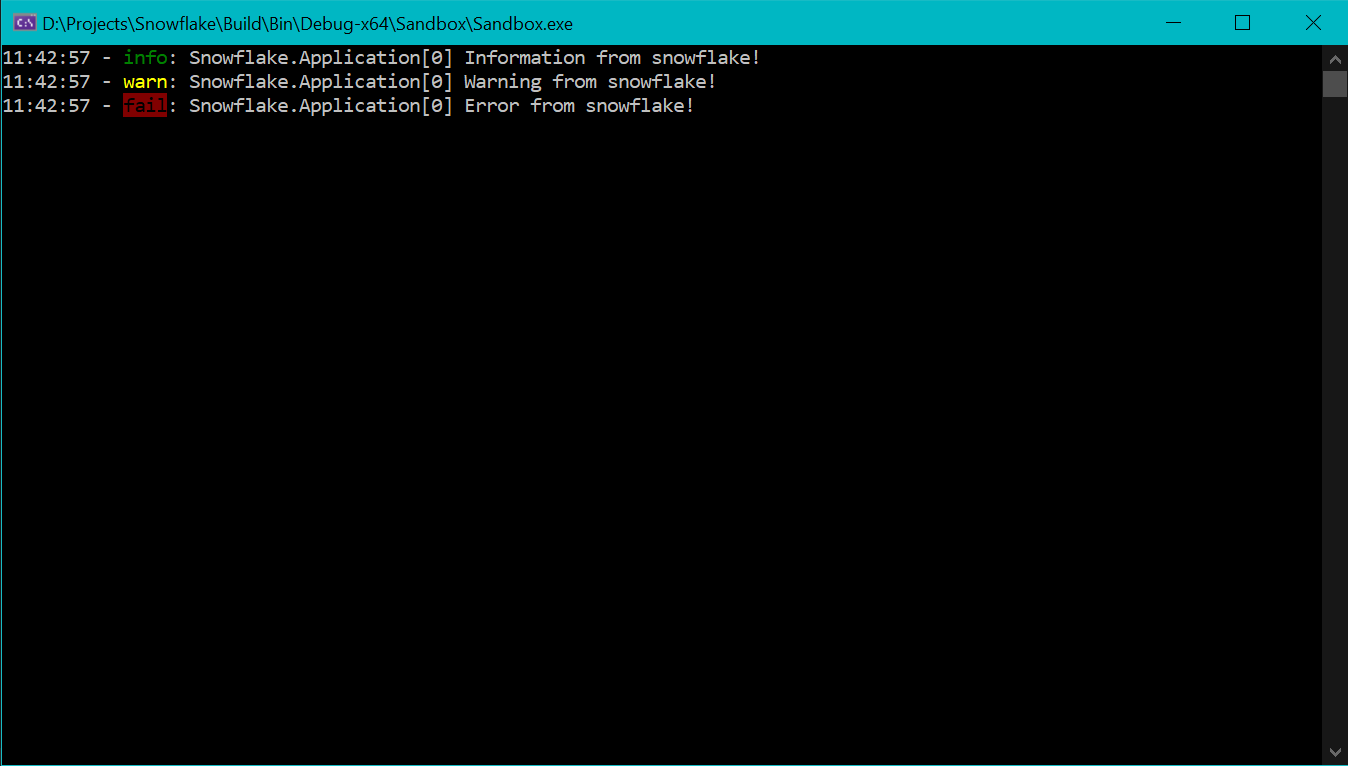 D:\Projects\Snowflake\Build\Bin\Debug-x64\Sandbox\Sandbox.exe
11:42:57 - info: Snowflake.Application[0] Information from snowflake!
11:42:57 - warn: Snowflake.Application[0] Warning from snowflake!
11:42:57 - fail: Snowflake.Application[0] Error from snowflake!